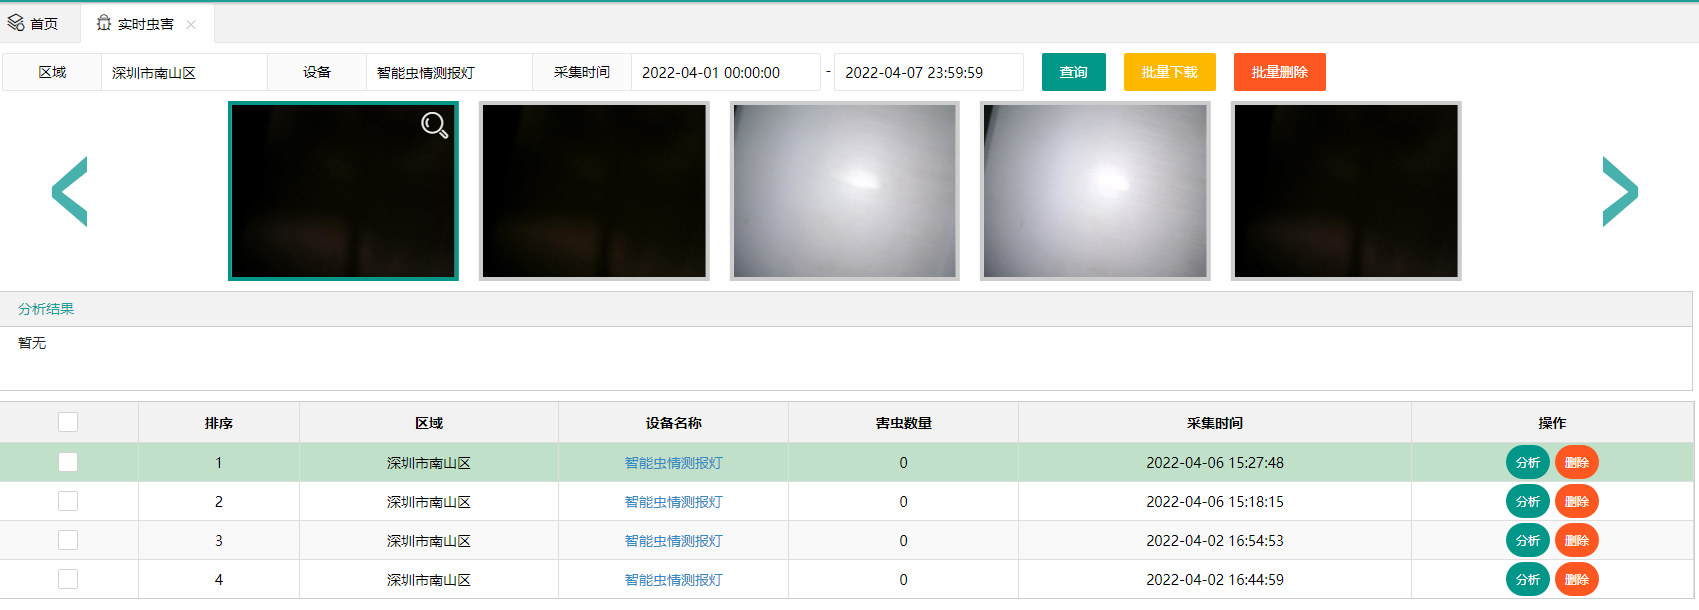 首页 实时虫害
区域 深圳市南山区 设备 智能虫情测报灯 采集时间 2022-04-01 00:00:00 - 2022-04-07 23:59:59 查询 批量下载 批量删除
分析结果
暂无
排序 区域 设备名称 害虫数量 采集时间 操作
1 深圳市南山区 智能虫情测报灯 0 2022-04-06 15:27:48 分析 删除
2 深圳市南山区 智能虫情测报灯 0 2022-04-06 15:18:15 分析 删除
3 深圳市南山区 智能虫情测报灯 0 2022-04-02 16:54:53 分析 删除
4 深圳市南山区 智能虫情测报灯 0 2022-04-02 16:44:59 分析 删除